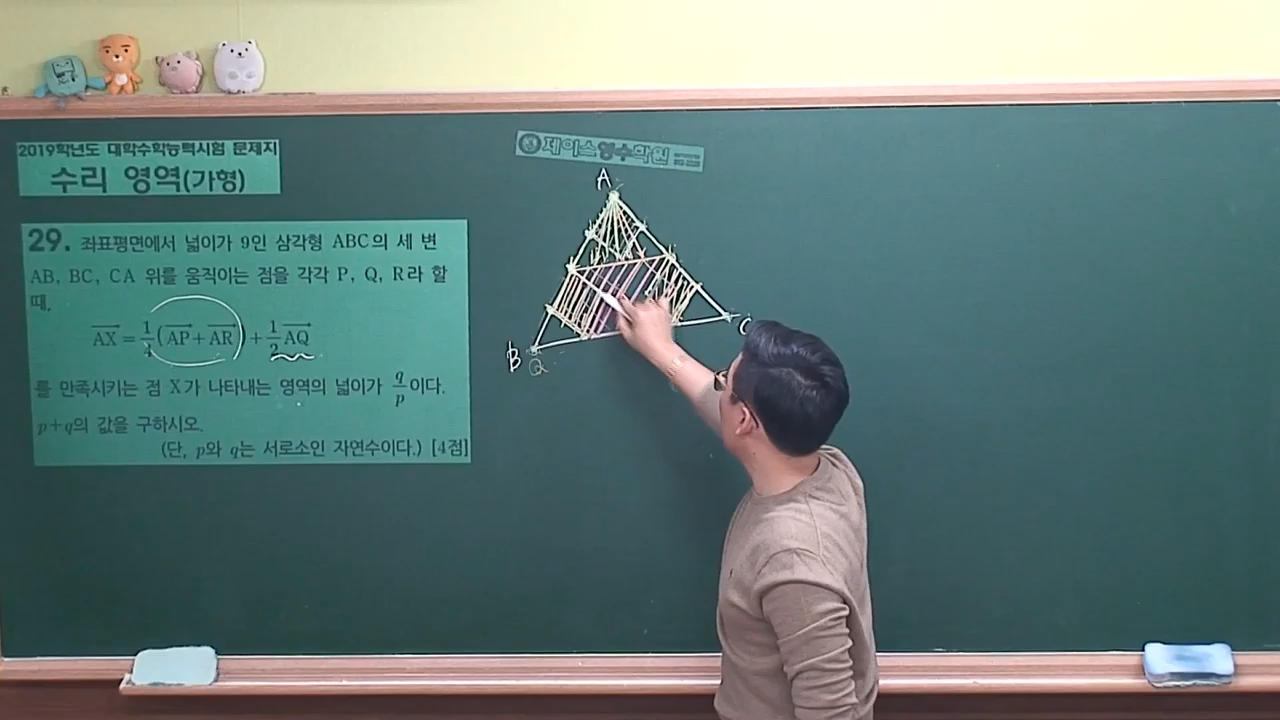 2019학년도 대학수학능력시험 문제지
수리 영역(가형)
제이스영수학원
29. 좌표평면에서 넓이가 9인 삼각형 ABC의 세 변
AB, BC, CA 위를 움직이는 점을 각각 P, Q, R라 할
때,
AX = 1/4 (AP + AR) + 1/2 AQ
를 만족시키는 점 X가 나타내는 영역의 넓이가 q/p 이다.
p+q의 값을 구하시오.
(단, p와 q는 서로소인 자연수이다.) [4점]
A
B
Q
C